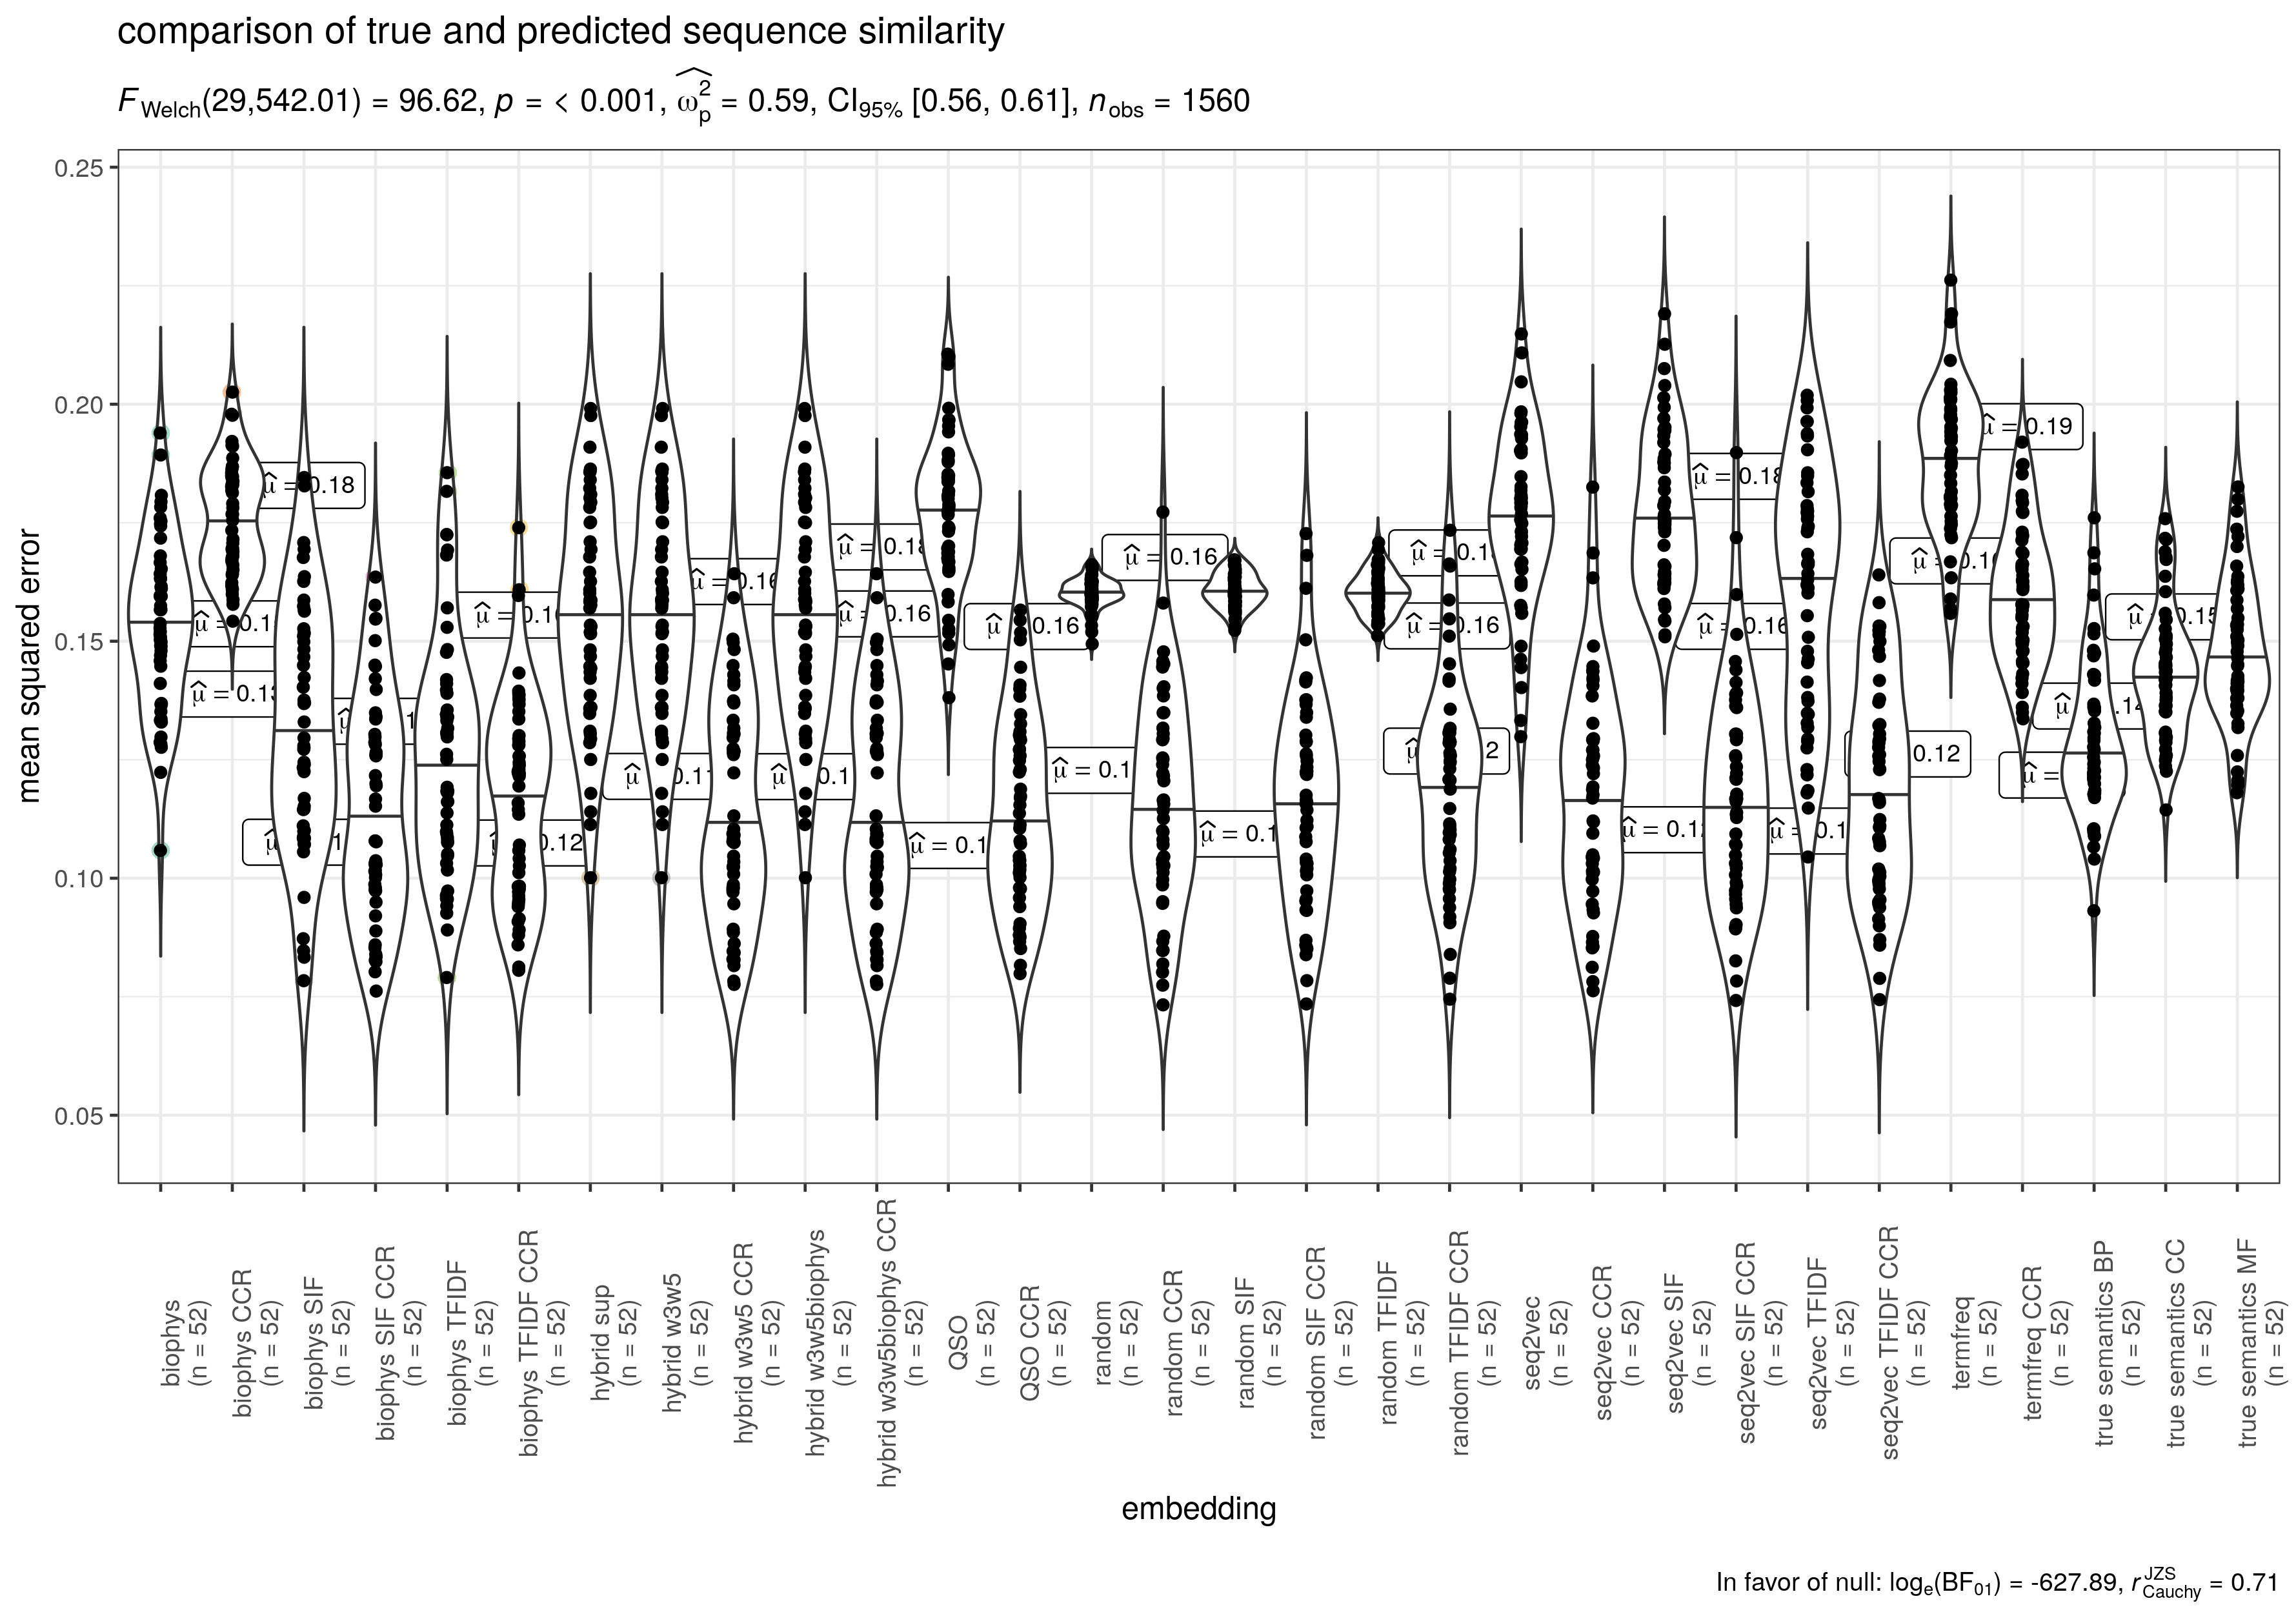 comparison of true and predicted sequence similarity
F Welch(29,542.01) = 96.62, p = < 0.001, ω̂²p = 0.59, CI95% [0.56, 0.61], nobs = 1560
mean squared error
0.25
0.20
0.15
0.10
0.05
μ̂ = 0.19
μ̂ = 0.18
μ̂ = 0.18
μ̂ = 0.16
μ̂ = 0.16
μ̂ = 0.16
μ̂ = 0.16
0.16
0.16
0.12
0.12
biophys
(n = 52)
biophys CCR
(n = 52)
biophys SIF
(n = 52)
biophys SIF CCR
(n = 52)
biophys TFIDF
(n = 52)
biophys TFIDF CCR
(n = 52)
hybrid sup
(n = 52)
hybrid w3w5
(n = 52)
hybrid w3w5 CCR
(n = 52)
hybrid w3w5biophys
(n = 52)
hybrid w3w5biophys CCR
(n = 52)
QSO
(n = 52)
QSO CCR
(n = 52)
random
(n = 52)
random CCR
(n = 52)
random SIF
(n = 52)
random SIF CCR
(n = 52)
random TFIDF
(n = 52)
random TFIDF CCR
(n = 52)
seq2vec
(n = 52)
seq2vec CCR
(n = 52)
seq2vec SIF
(n = 52)
seq2vec SIF CCR
(n = 52)
seq2vec TFIDF
(n = 52)
seq2vec TFIDF CCR
(n = 52)
termfreq
(n = 52)
termfreq CCR
(n = 52)
true semantics BP
(n = 52)
true semantics CC
(n = 52)
true semantics MF
(n = 52)
embedding
In favor of null: loge(BF01) = -627.89, r JZS Cauchy = 0.71